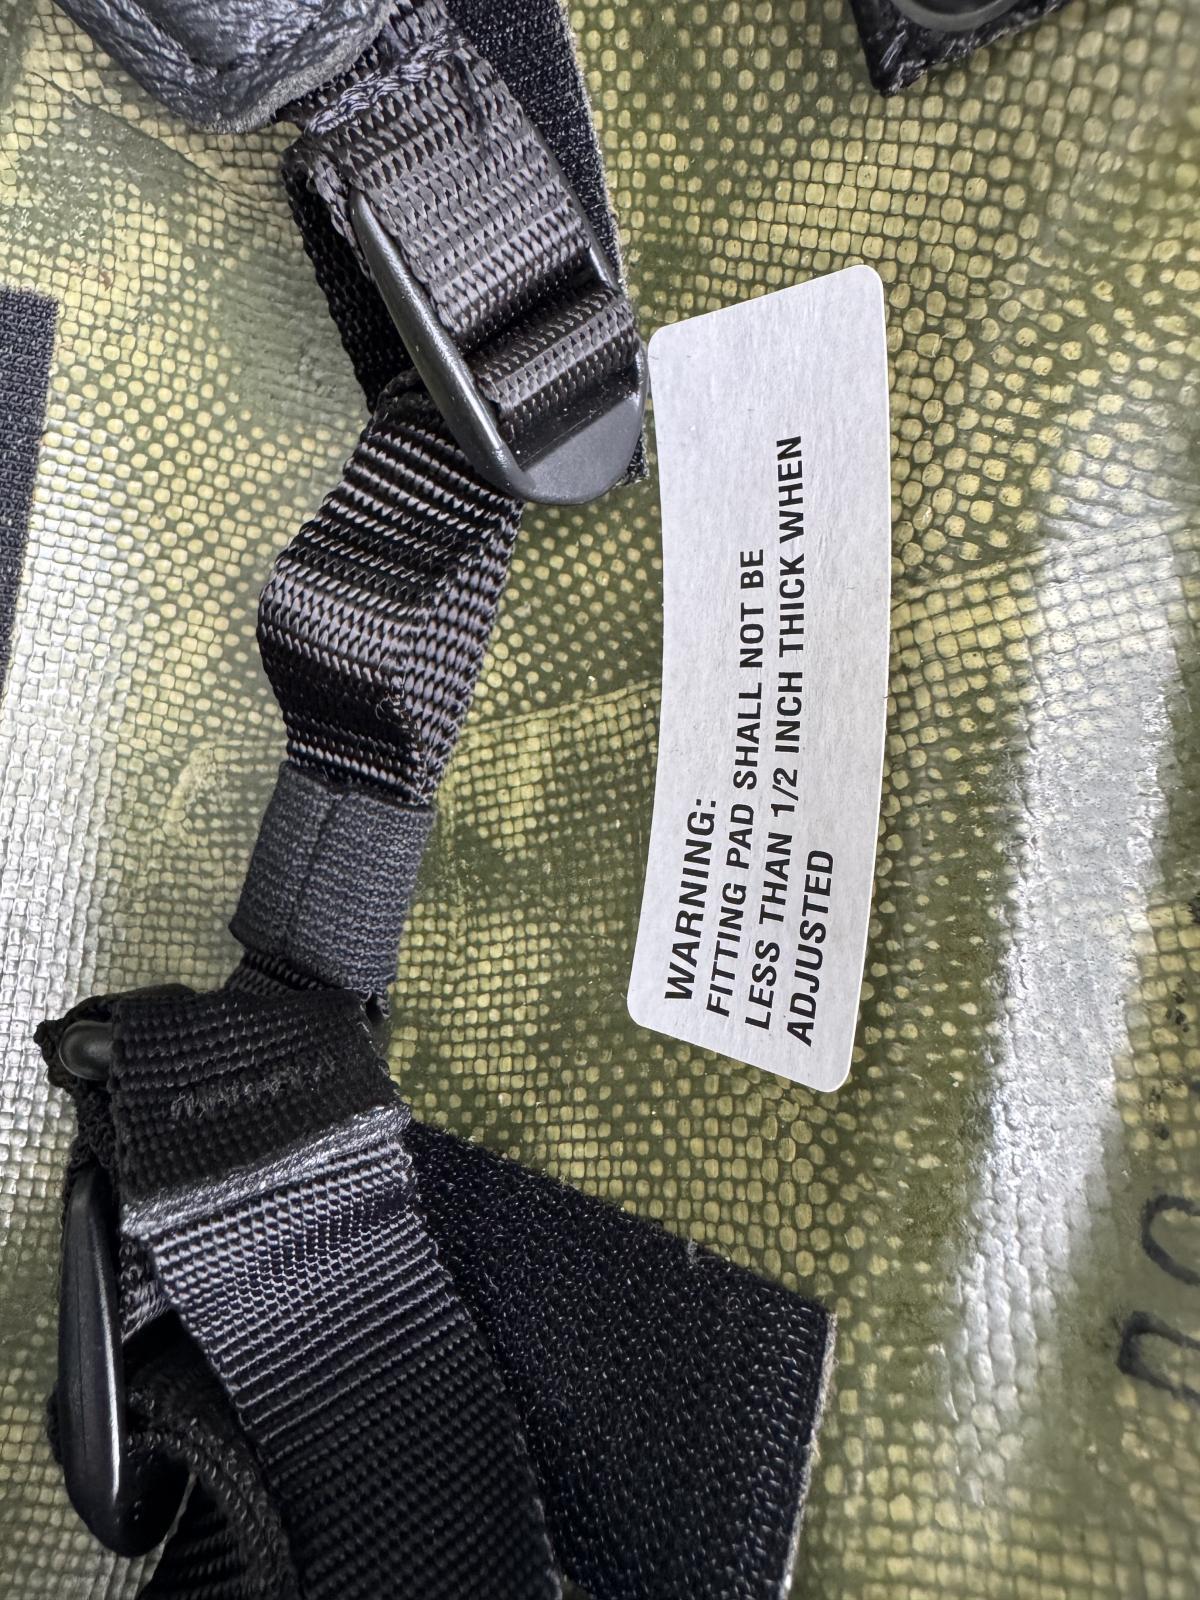 WARNING:
FITTING PAD SHALL NOT BE
LESS THAN 1/2 INCH THICK WHEN
ADJUSTED